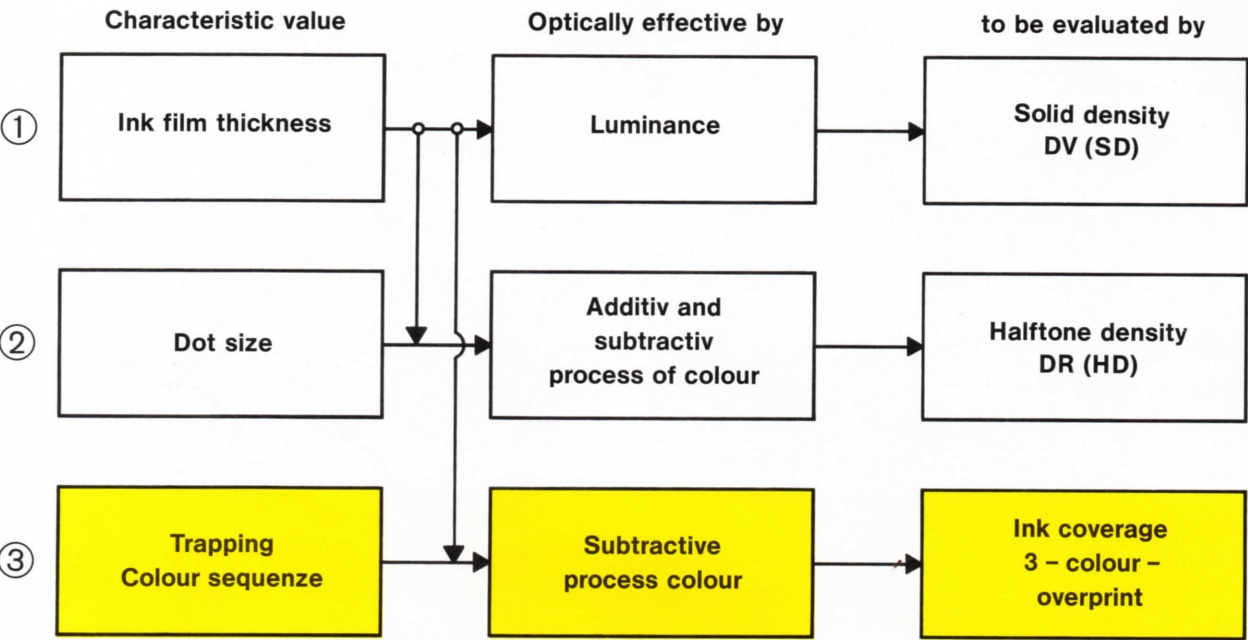 Characteristic value
Optically effective by
to be evaluated by
①
Ink film thickness
Luminance
Solid density
DV (SD)
②
Dot size
Additiv and
subtractiv
process of colour
Halftone density
DR (HD)
③
Trapping
Colour sequenze
Subtractive
process colour
Ink coverage
3 – colour –
overprint